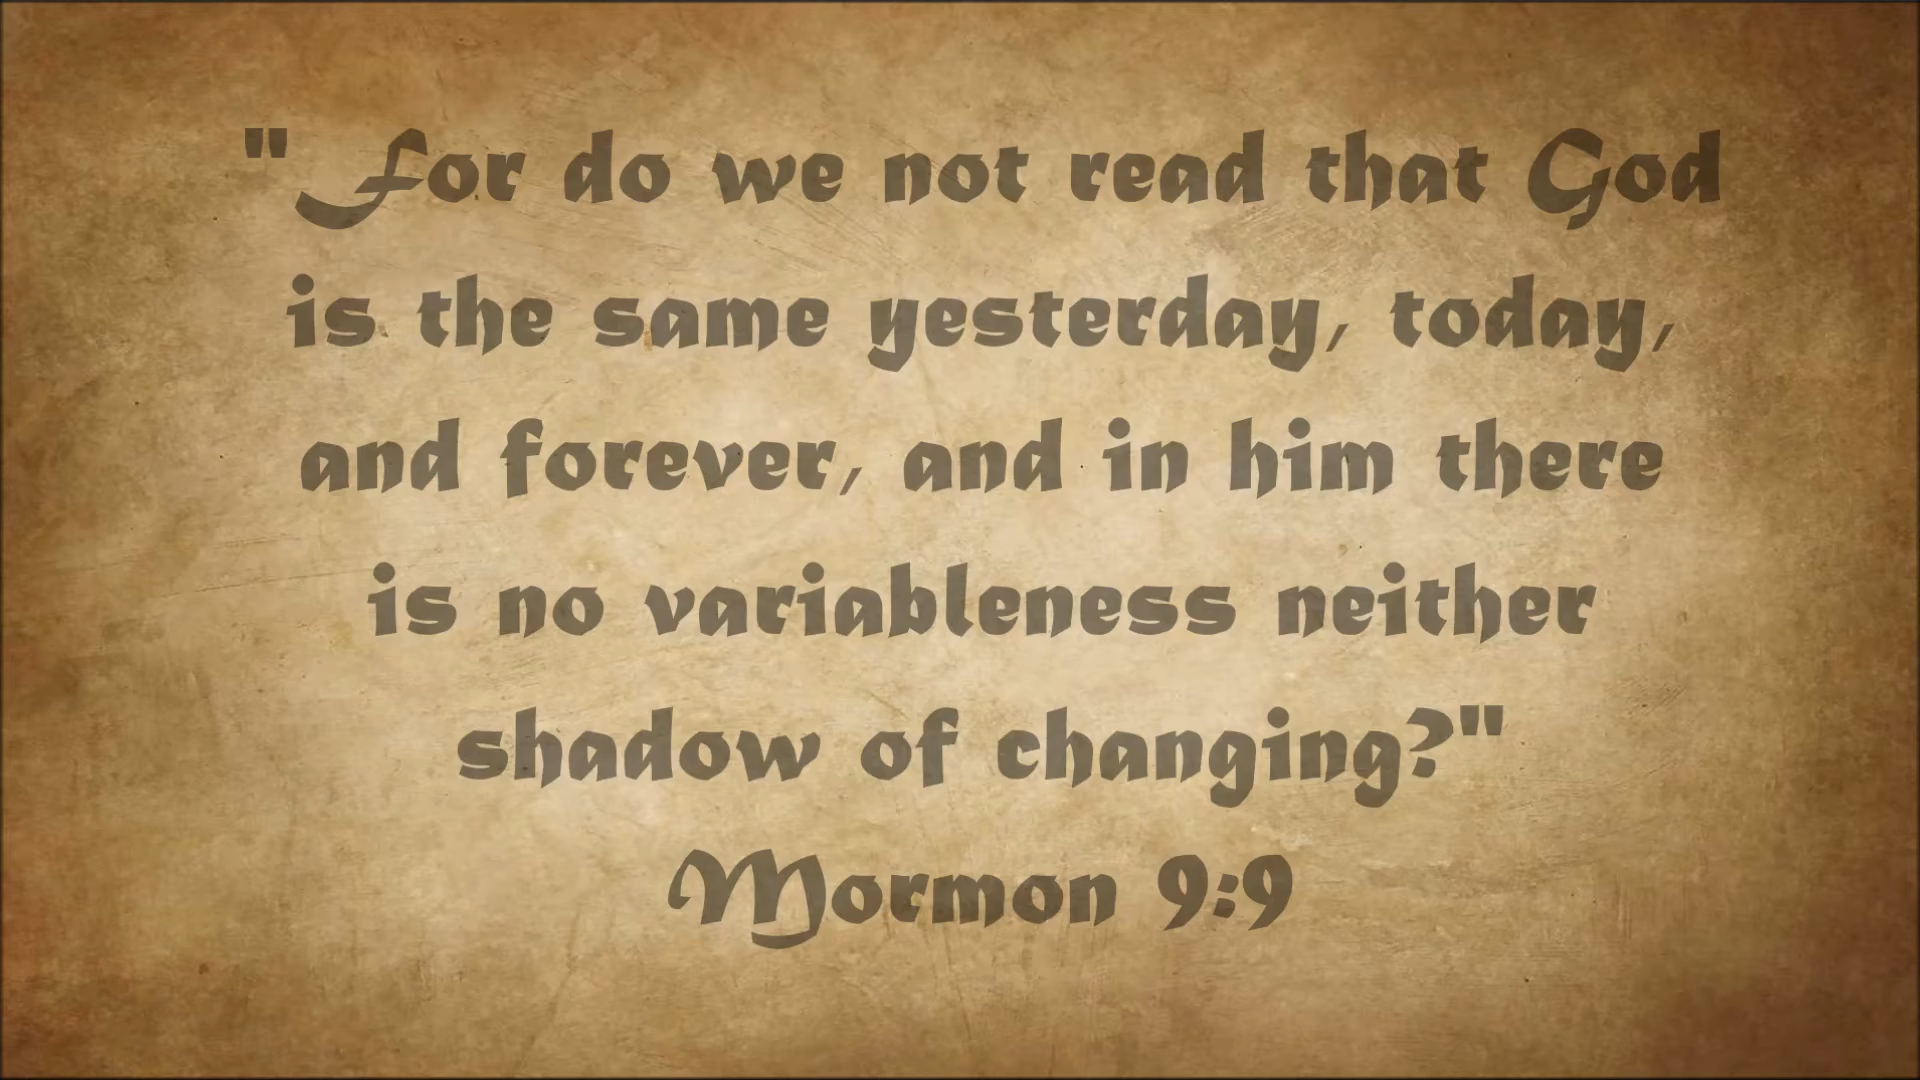 "For do we not read that God
is the same yesterday, today,
and forever, and in him there
is no variableness neither
shadow of changing?"
Mormon 9:9